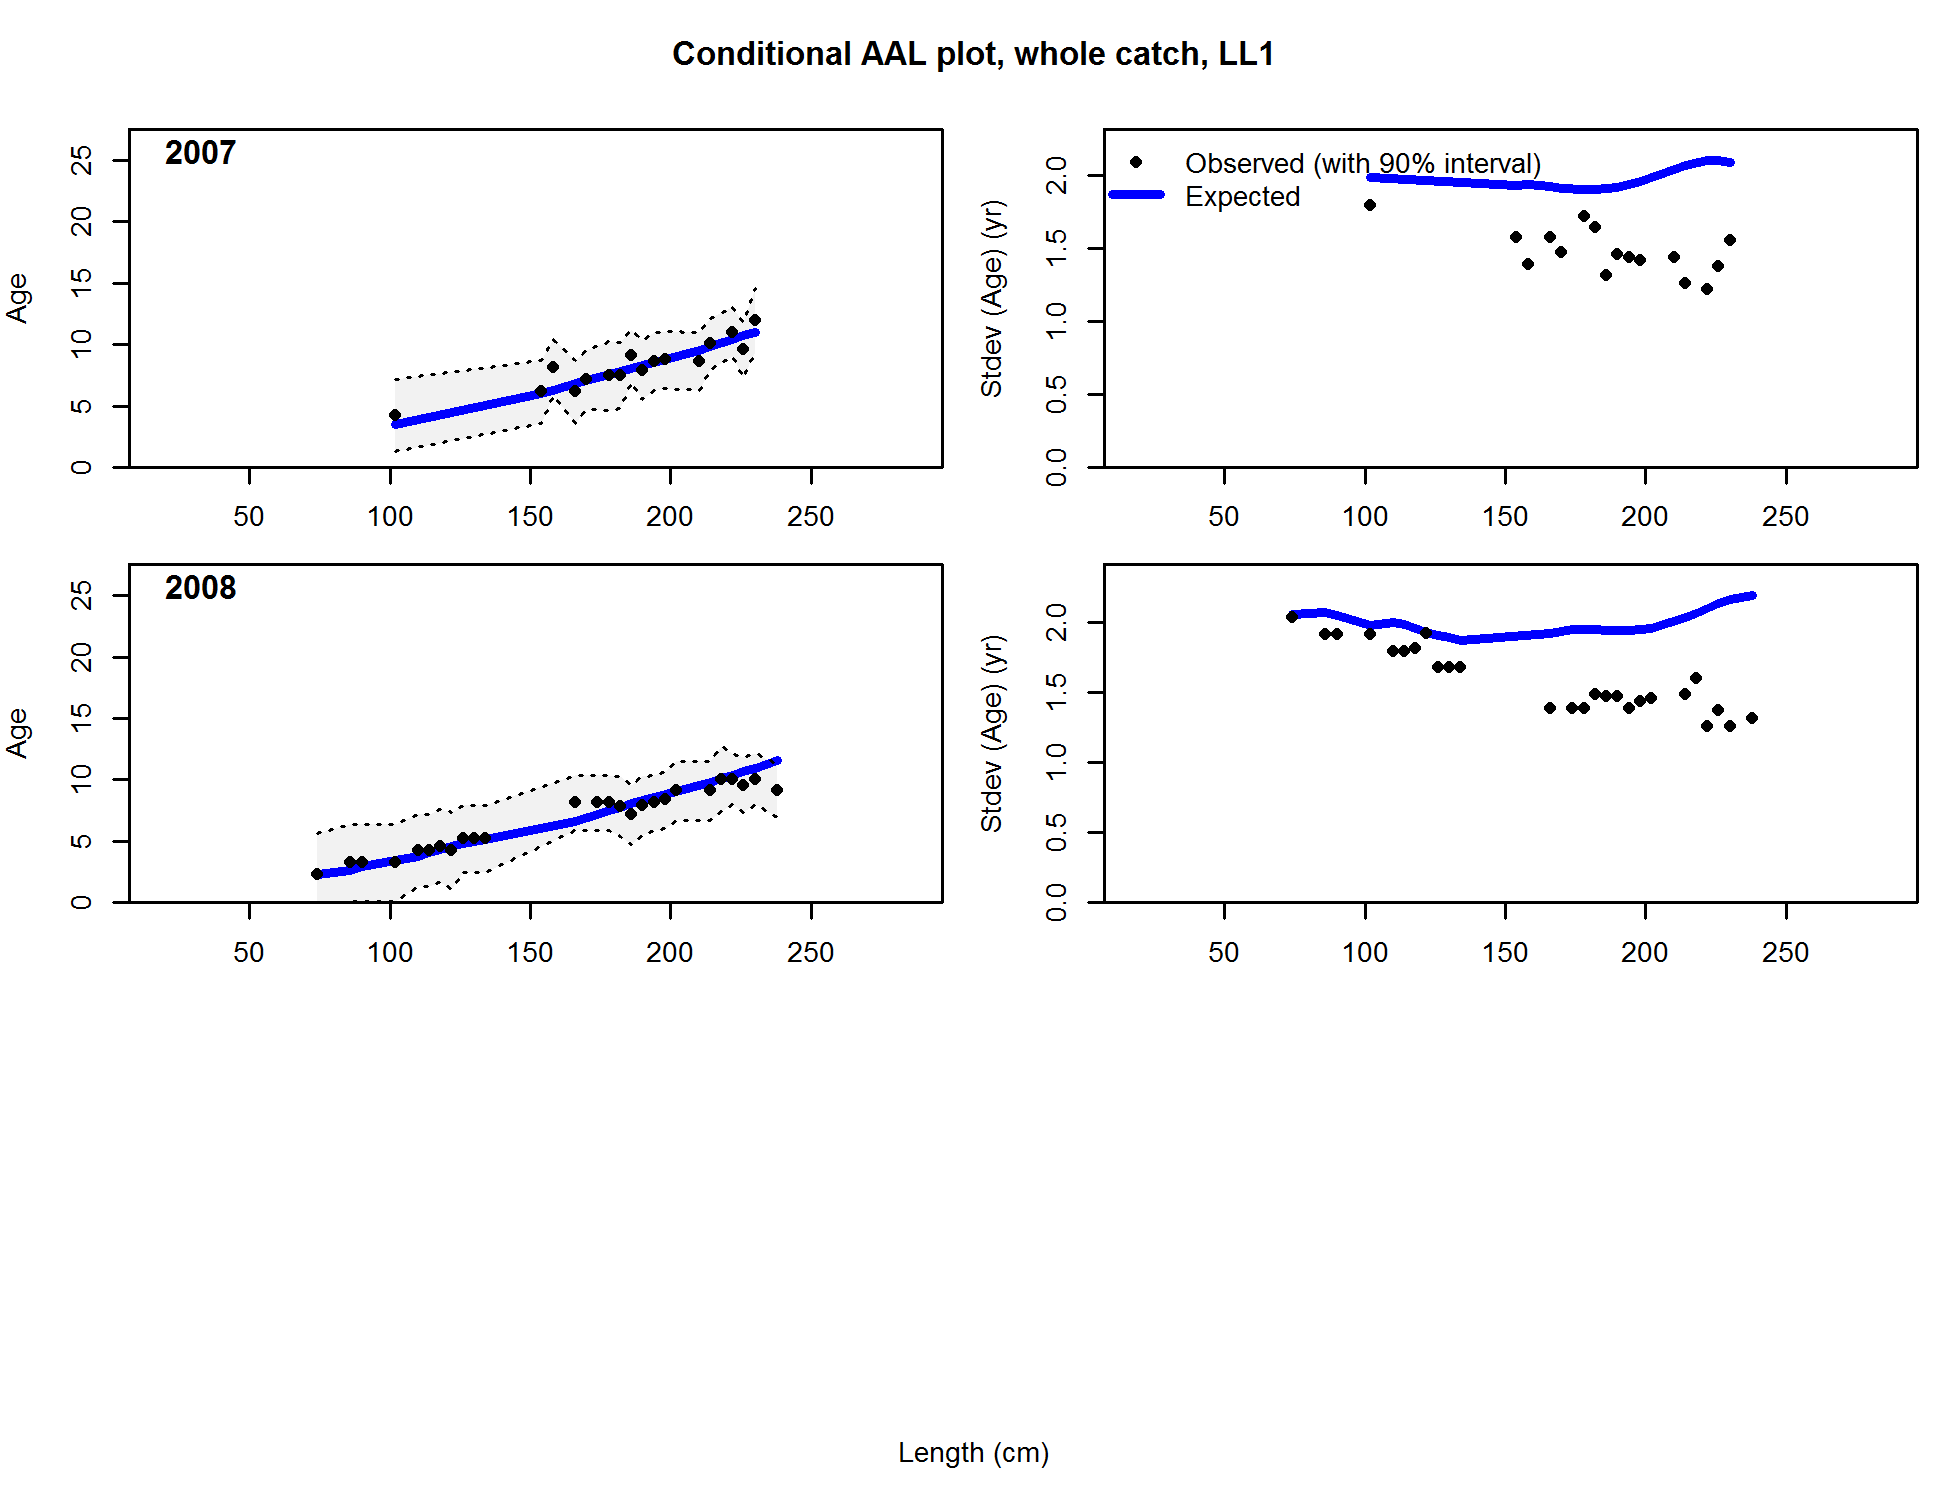 Conditional AAL plot, whole catch, LL1
2007
Age
0 5 10 15 20 25
50 100 150 200 250
Observed (with 90% interval)
Expected
Stdev (Age) (yr)
0.0 0.5 1.0 1.5 2.0
50 100 150 200 250
2008
Age
0 5 10 15 20 25
50 100 150 200 250
Stdev (Age) (yr)
0.0 0.5 1.0 1.5 2.0
50 100 150 200 250
Length (cm)